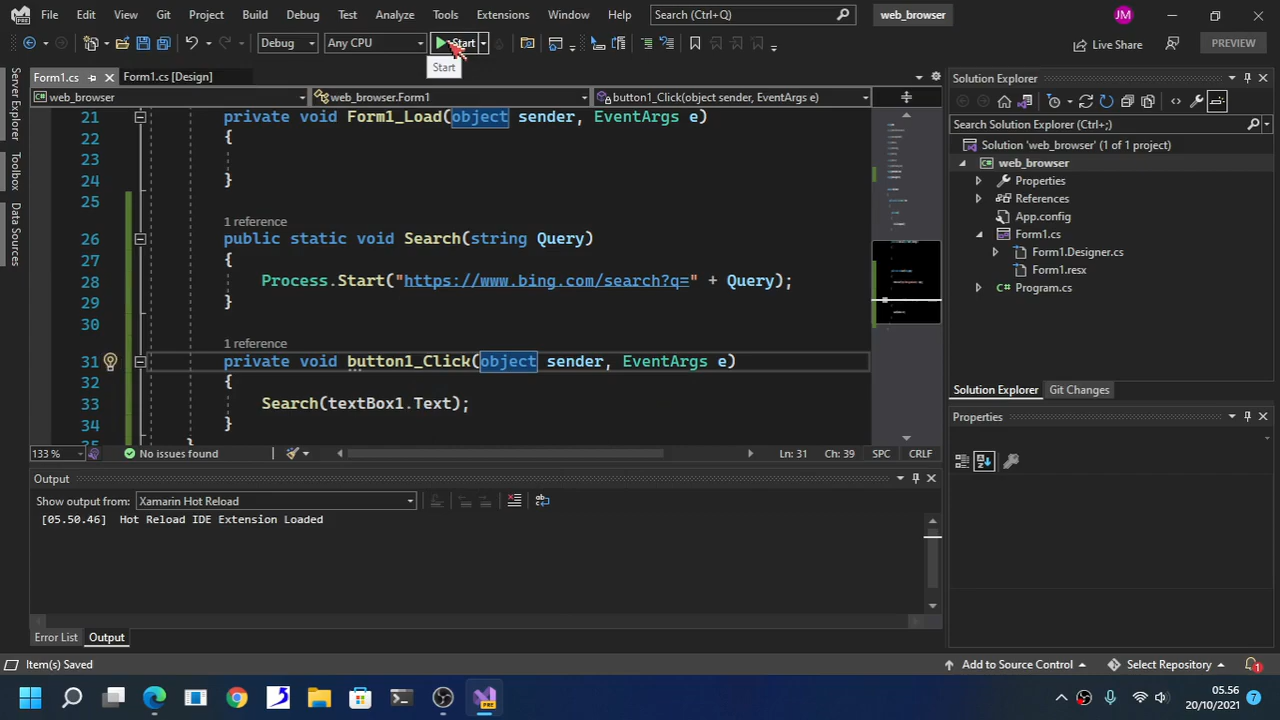 File Edit View Git Project Build Debug Test Analyze Tools Extensions Window Help Search (Ctrl+Q) web_browser JM
Debug Any CPU Start Live Share PREVIEW
Start
Form1.cs Form1.cs [Design]
web_browser web_browser.Form1 button1_Click(object sender, EventArgs e)
21 private void Form1_Load(object sender, EventArgs e)
22 {
23
24 }
25
1 reference
26 public static void Search(string Query)
27 {
28 Process.Start("https://www.bing.com/search?q=" + Query);
29 }
30
1 reference
31 private void button1_Click(object sender, EventArgs e)
32 {
33 Search(textBox1.Text);
34 }
35 }
133 % No issues found Ln: 31 Ch: 39 SPC CRLF
Output
Show output from: Xamarin Hot Reload
[05.50.46] Hot Reload IDE Extension Loaded
Error List Output
Server Explorer
Toolbox
Data Sources
Solution Explorer
Search Solution Explorer (Ctrl+;)
Solution 'web_browser' (1 of 1 project)
web_browser
Properties
References
App.config
Form1.cs
Form1.Designer.cs
Form1.resx
Program.cs
Solution Explorer Git Changes
Properties
Item(s) Saved Add to Source Control Select Repository 1
PRE
05.56
20/10/2021
7